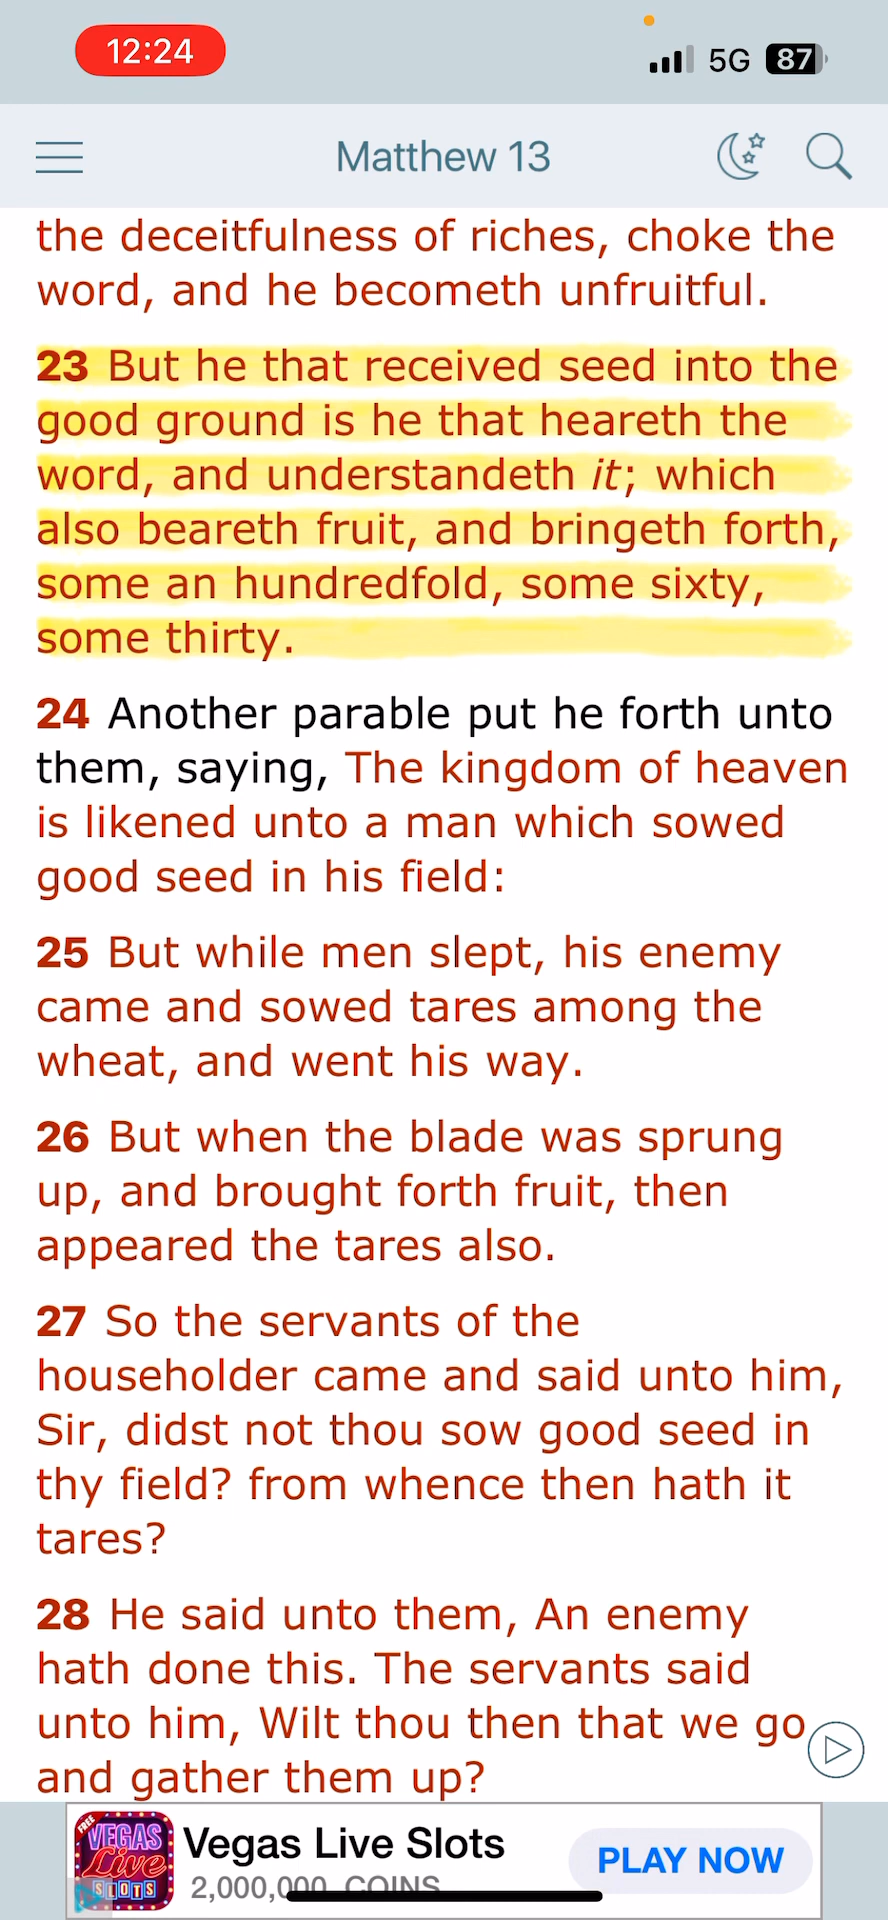 12:24
5G 87
Matthew 13
the deceitfulness of riches, choke the
word, and he becometh unfruitful.
23 But he that received seed into the
good ground is he that heareth the
word, and understandeth it; which
also beareth fruit, and bringeth forth,
some an hundredfold, some sixty,
some thirty.
24 Another parable put he forth unto
them, saying, The kingdom of heaven
is likened unto a man which sowed
good seed in his field:
25 But while men slept, his enemy
came and sowed tares among the
wheat, and went his way.
26 But when the blade was sprung
up, and brought forth fruit, then
appeared the tares also.
27 So the servants of the
householder came and said unto him,
Sir, didst not thou sow good seed in
thy field? from whence then hath it
tares?
28 He said unto them, An enemy
hath done this. The servants said
unto him, Wilt thou then that we go
and gather them up?
FREE
VEGAS
Live
SLOTS
Vegas Live Slots
2,000,000 COINS
PLAY NOW